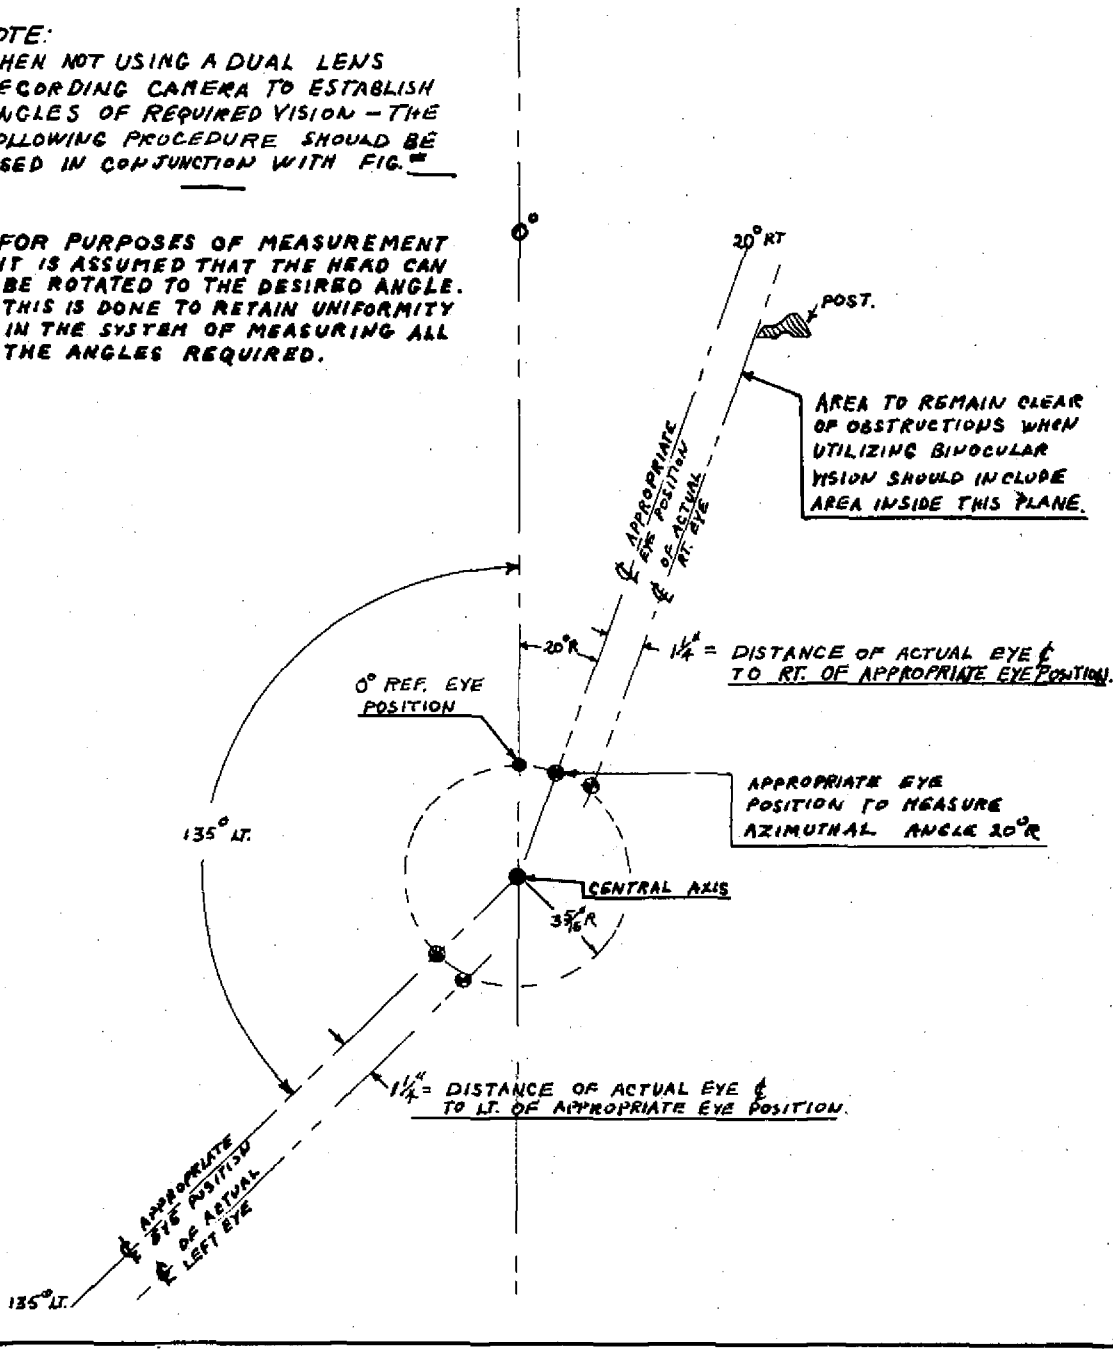 OTE:
HEN NOT USING A DUAL LENS
ECORDING CAMERA TO ESTABLISH
NGLES OF REQUIRED VISION – THE
OLLOWING PROCEDURE SHOULD BE
SED IN CONJUNCTION WITH FIG.
FOR PURPOSES OF MEASUREMENT
IT IS ASSUMED THAT THE HEAD CAN
BE ROTATED TO THE DESIRED ANGLE.
THIS IS DONE TO RETAIN UNIFORMITY
IN THE SYSTEM OF MEASURING ALL
THE ANGLES REQUIRED.
0°
20° RT
POST.
AREA TO REMAIN CLEAR
OF OBSTRUCTIONS WHEN
UTILIZING BINOCULAR
VISION SHOULD INCLUDE
AREA INSIDE THIS PLANE.
℄ APPROPRIATE
EYE POSITION
℄ OF ACTUAL
RT. EYE
20°R
1¼" = DISTANCE OF ACTUAL EYE ℄
TO RT. OF APPROPRIATE EYE POSITION.
0° REF. EYE
POSITION
APPROPRIATE EYE
POSITION TO MEASURE
AZIMUTHAL ANGLE 20°R
135° LT.
CENTRAL AXIS
3 5/16" R
1¼" = DISTANCE OF ACTUAL EYE ℄
TO LT. OF APPROPRIATE EYE POSITION.
℄ APPROPRIATE
EYE POSITION
℄ OF ACTUAL
LEFT EYE
135° LT.